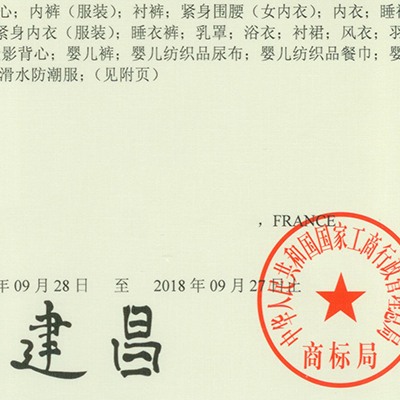 心；内裤（服装）；衬裤；紧身围腰（女内衣）；内衣；睡
紧身内衣（服装）；睡衣裤；乳罩；浴衣；衬裙；风衣；羽
影背心；婴儿裤；婴儿纺织品尿布；婴儿纺织品餐巾；婴
滑水防潮服；（见附页）
，FRANCE
年 09 月 28 日 至 2018 年 09 月 27 日止
建昌
中华人民共和国国家工商行政管理总局
商标局